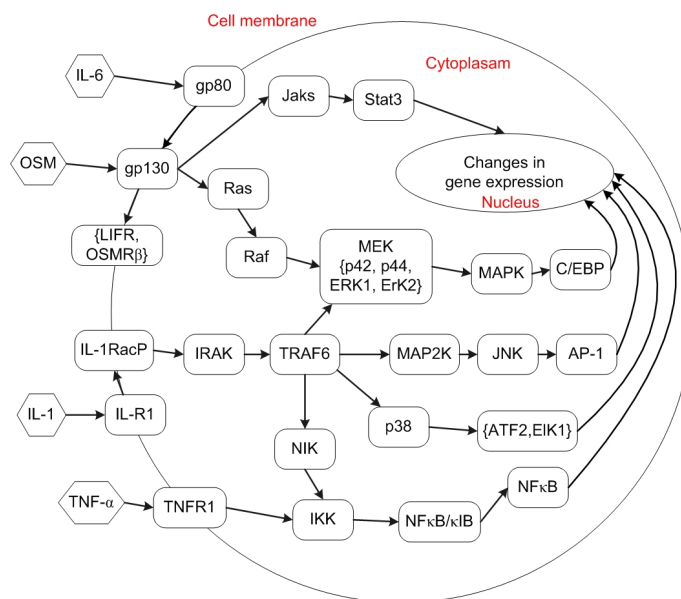 Cell membrane
Cytoplasam
IL-6
gp80
Jaks
Stat3
OSM
gp130
Changes in
gene expression
Nucleus
Ras
{LIFR,
OSMRβ}
Raf
MEK
{p42, p44,
ERK1, ErK2}
MAPK
C/EBP
IL-1RacP
IRAK
TRAF6
MAP2K
JNK
AP-1
IL-1
IL-R1
p38
{ATF2,ElK1}
NIK
TNF-α
TNFR1
IKK
NFκB/κIB
NFκB